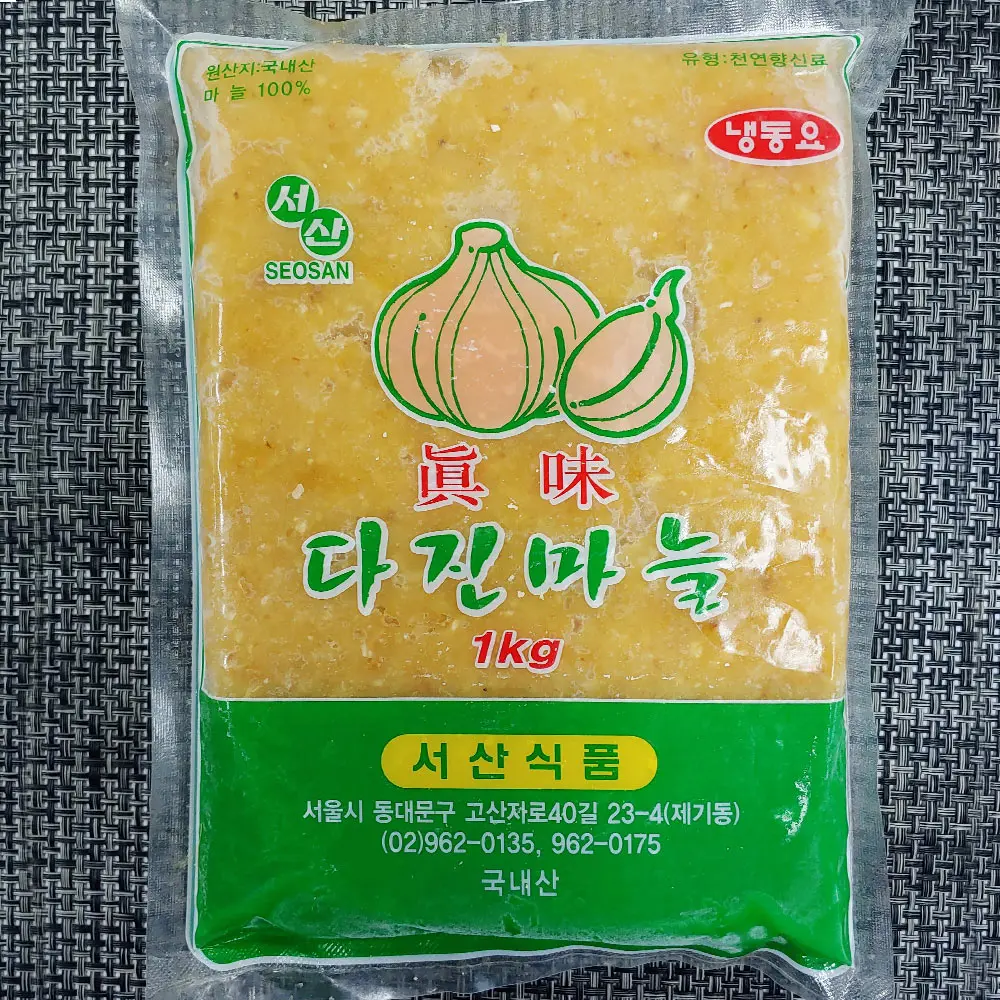 원산지:국내산
마늘 100%
유형:천연향신료
냉동요
서산
SEOSAN
眞味
다진마늘
1kg
서산식품
서울시 동대문구 고산자로40길 23-4(제기동)
(02)962-0135, 962-0175
국내산